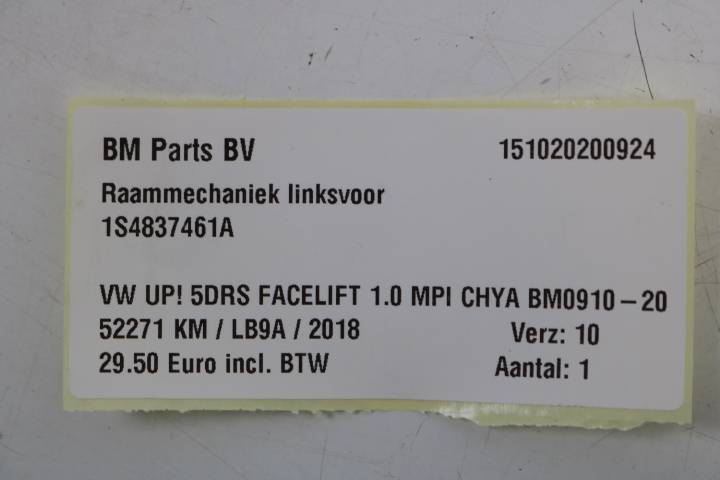 BM Parts BV 151020200924
Raammechaniek linksvoor
1S4837461A
VW UP! 5DRS FACELIFT 1.0 MPI CHYA BM0910-20
52271 KM / LB9A / 2018 Verz: 10
29.50 Euro incl. BTW Aantal: 1